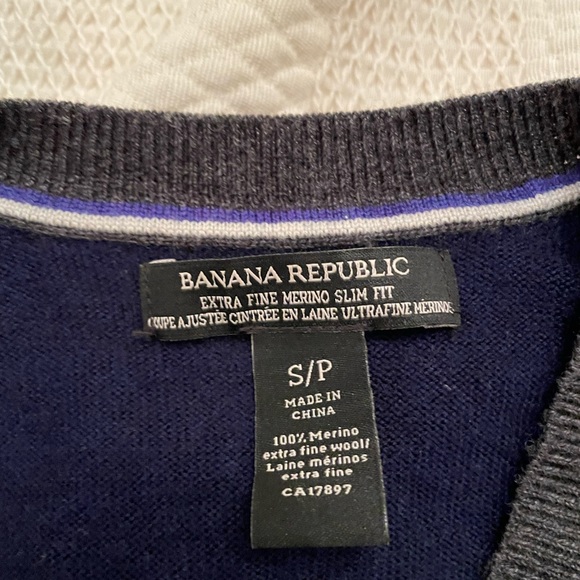 BANANA REPUBLIC
EXTRA FINE MERINO SLIM FIT
COUPE AJUSTÉE CINTRÉE EN LAINE ULTRAFINE MÉRINOS
S/P
MADE IN
CHINA
100% Merino
extra fine wool/
Laine mérinos
extra fine
CA17897